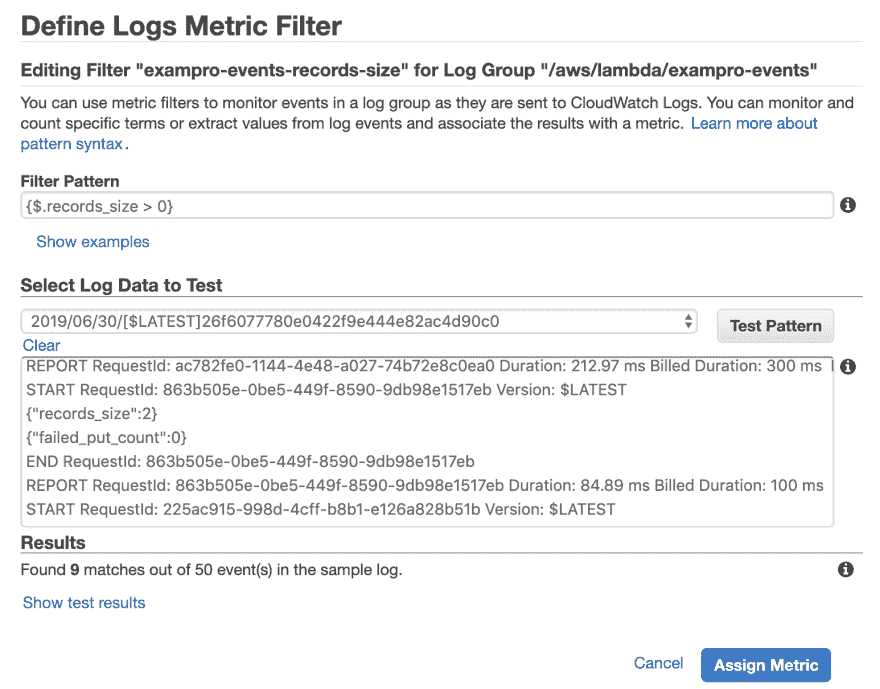 Define Logs Metric Filter
Editing Filter "exampro-events-records-size" for Log Group "/aws/lambda/exampro-events"
You can use metric filters to monitor events in a log group as they are sent to CloudWatch Logs. You can monitor and
count specific terms or extract values from log events and associate the results with a metric. Learn more about
pattern syntax.
Filter Pattern
{$.records_size > 0}
Show examples
Select Log Data to Test
2019/06/30/[$LATEST]26f6077780e0422f9e444e82ac4d90c0
Test Pattern
Clear
REPORT RequestId: ac782fe0-1144-4e48-a027-74b72e8c0ea0 Duration: 212.97 ms Billed Duration: 300 ms
START RequestId: 863b505e-0be5-449f-8590-9db98e1517eb Version: $LATEST
{"records_size":2}
{"failed_put_count":0}
END RequestId: 863b505e-0be5-449f-8590-9db98e1517eb
REPORT RequestId: 863b505e-0be5-449f-8590-9db98e1517eb Duration: 84.89 ms Billed Duration: 100 ms
START RequestId: 225ac915-998d-4cff-b8b1-e126a828b51b Version: $LATEST
Results
Found 9 matches out of 50 event(s) in the sample log.
Show test results
Cancel
Assign Metric